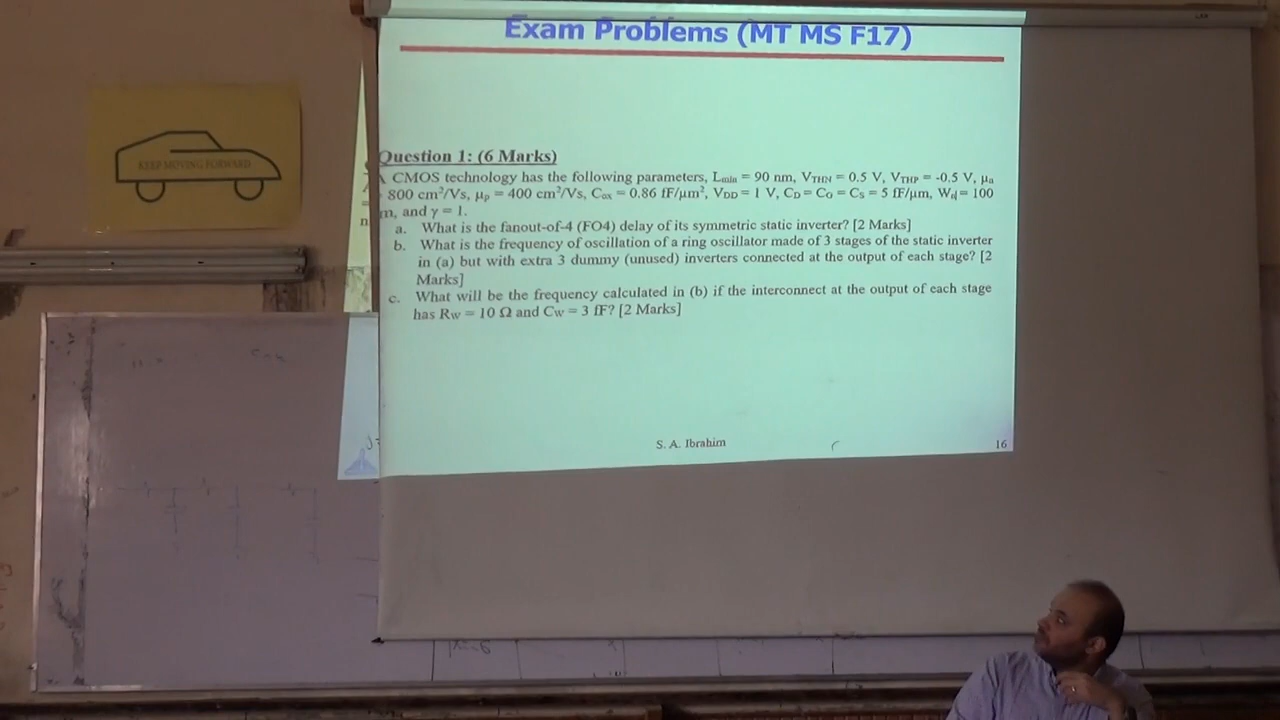 Exam Problems (MT MS F17)
KEEP MOVING FORWARD
Question 1: (6 Marks)
A CMOS technology has the following parameters, Lmin = 90 nm, VTHN = 0.5 V, VTHP = -0.5 V, μn
800 cm²/Vs, μp = 400 cm²/Vs, Cox = 0.86 fF/μm², VDD = 1 V, CD = CG = CS = 5 fF/μm, = 100
m, and γ = 1.
a. What is the fanout-of-4 (FO4) delay of its symmetric static inverter? [2 Marks]
b. What is the frequency of oscillation of a ring oscillator made of 3 stages of the static inverter
in (a) but with extra 3 dummy (unused) inverters connected at the output of each stage? [2
Marks]
c. What will be the frequency calculated in (b) if the interconnect at the output of each stage
has RW = 10 Ω and CW = 3 fF? [2 Marks]
S. A. Ibrahim
16